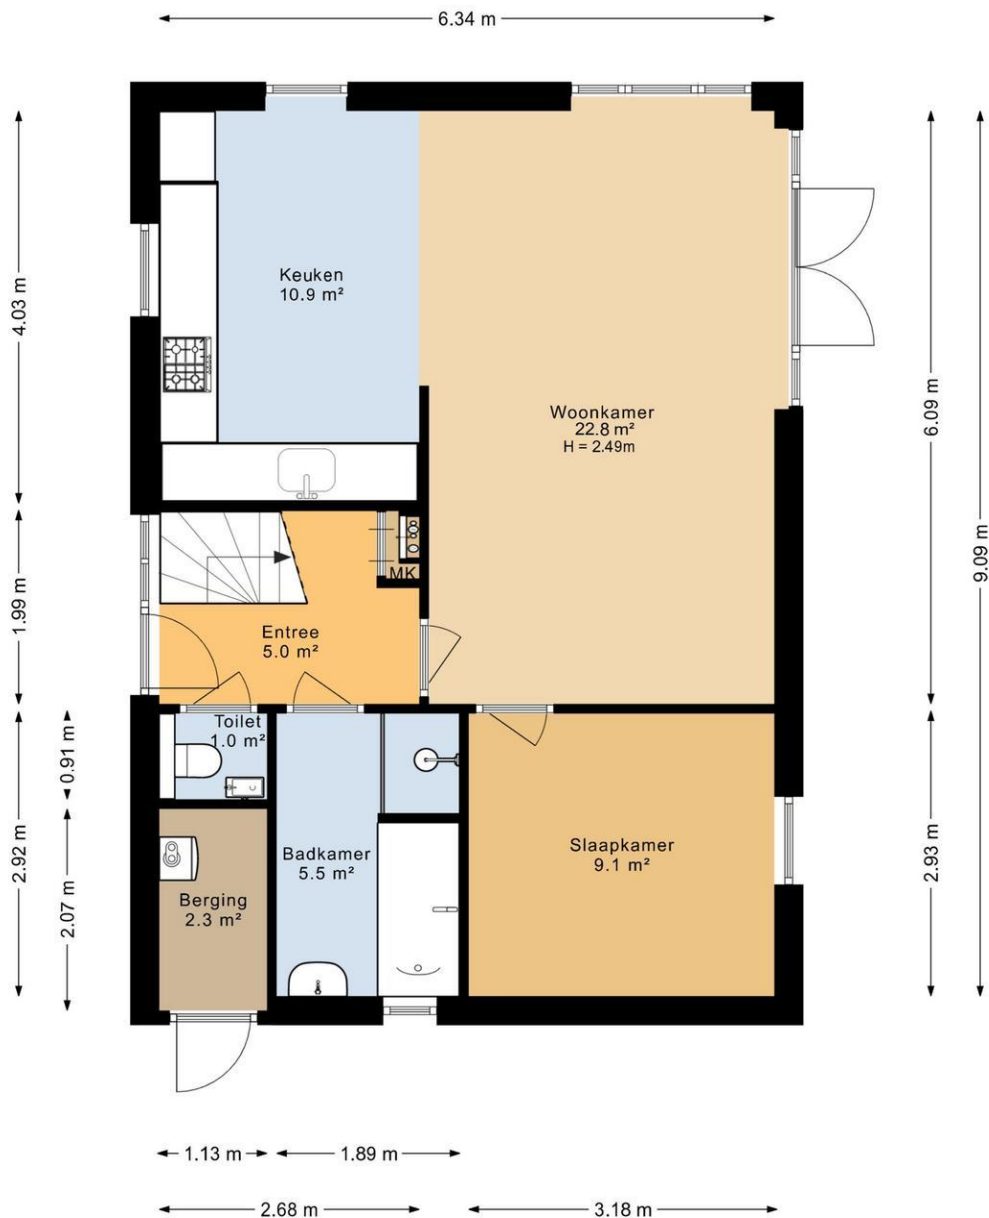 6.34 m
4.03 m
1.99 m
2.92 m
0.91 m
2.07 m
Keuken
10.9 m²
Woonkamer
22.8 m²
H = 2.49m
MK
Entree
5.0 m²
Toilet
1.0 m²
Badkamer
5.5 m²
Berging
2.3 m²
Slaapkamer
9.1 m²
6.09 m
2.93 m
9.09 m
1.13 m
1.89 m
2.68 m
3.18 m